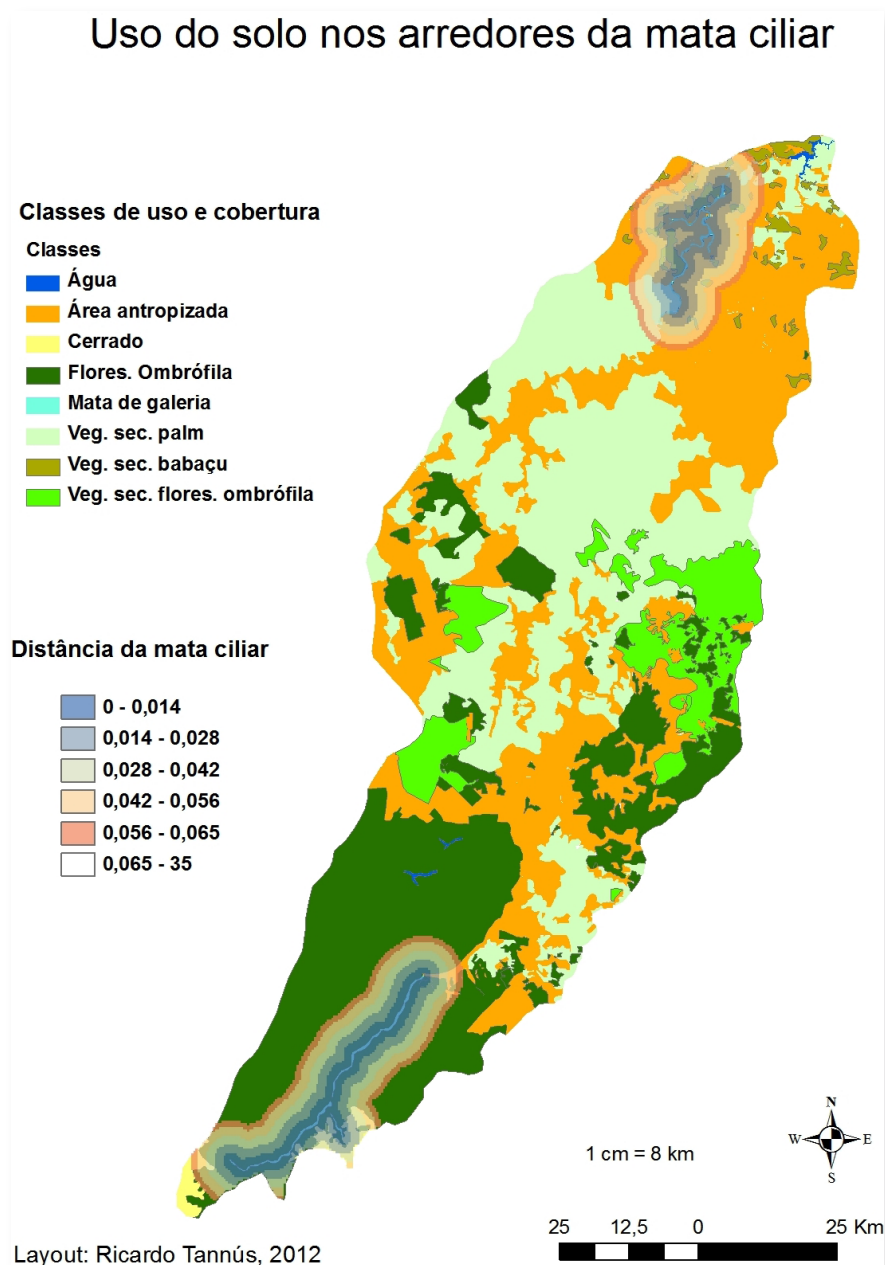 Uso do solo nos arredores da mata ciliar
Classes de uso e cobertura
Classes
Água
Área antropizada
Cerrado
Flores. Ombrófila
Mata de galeria
Veg. sec. palm
Veg. sec. babaçu
Veg. sec. flores. ombrófila
Distância da mata ciliar
0 - 0,014
0,014 - 0,028
0,028 - 0,042
0,042 - 0,056
0,056 - 0,065
0,065 - 35
N
W E
S
1 cm = 8 km
25 12,5 0 25 Km
Layout: Ricardo Tannús, 2012